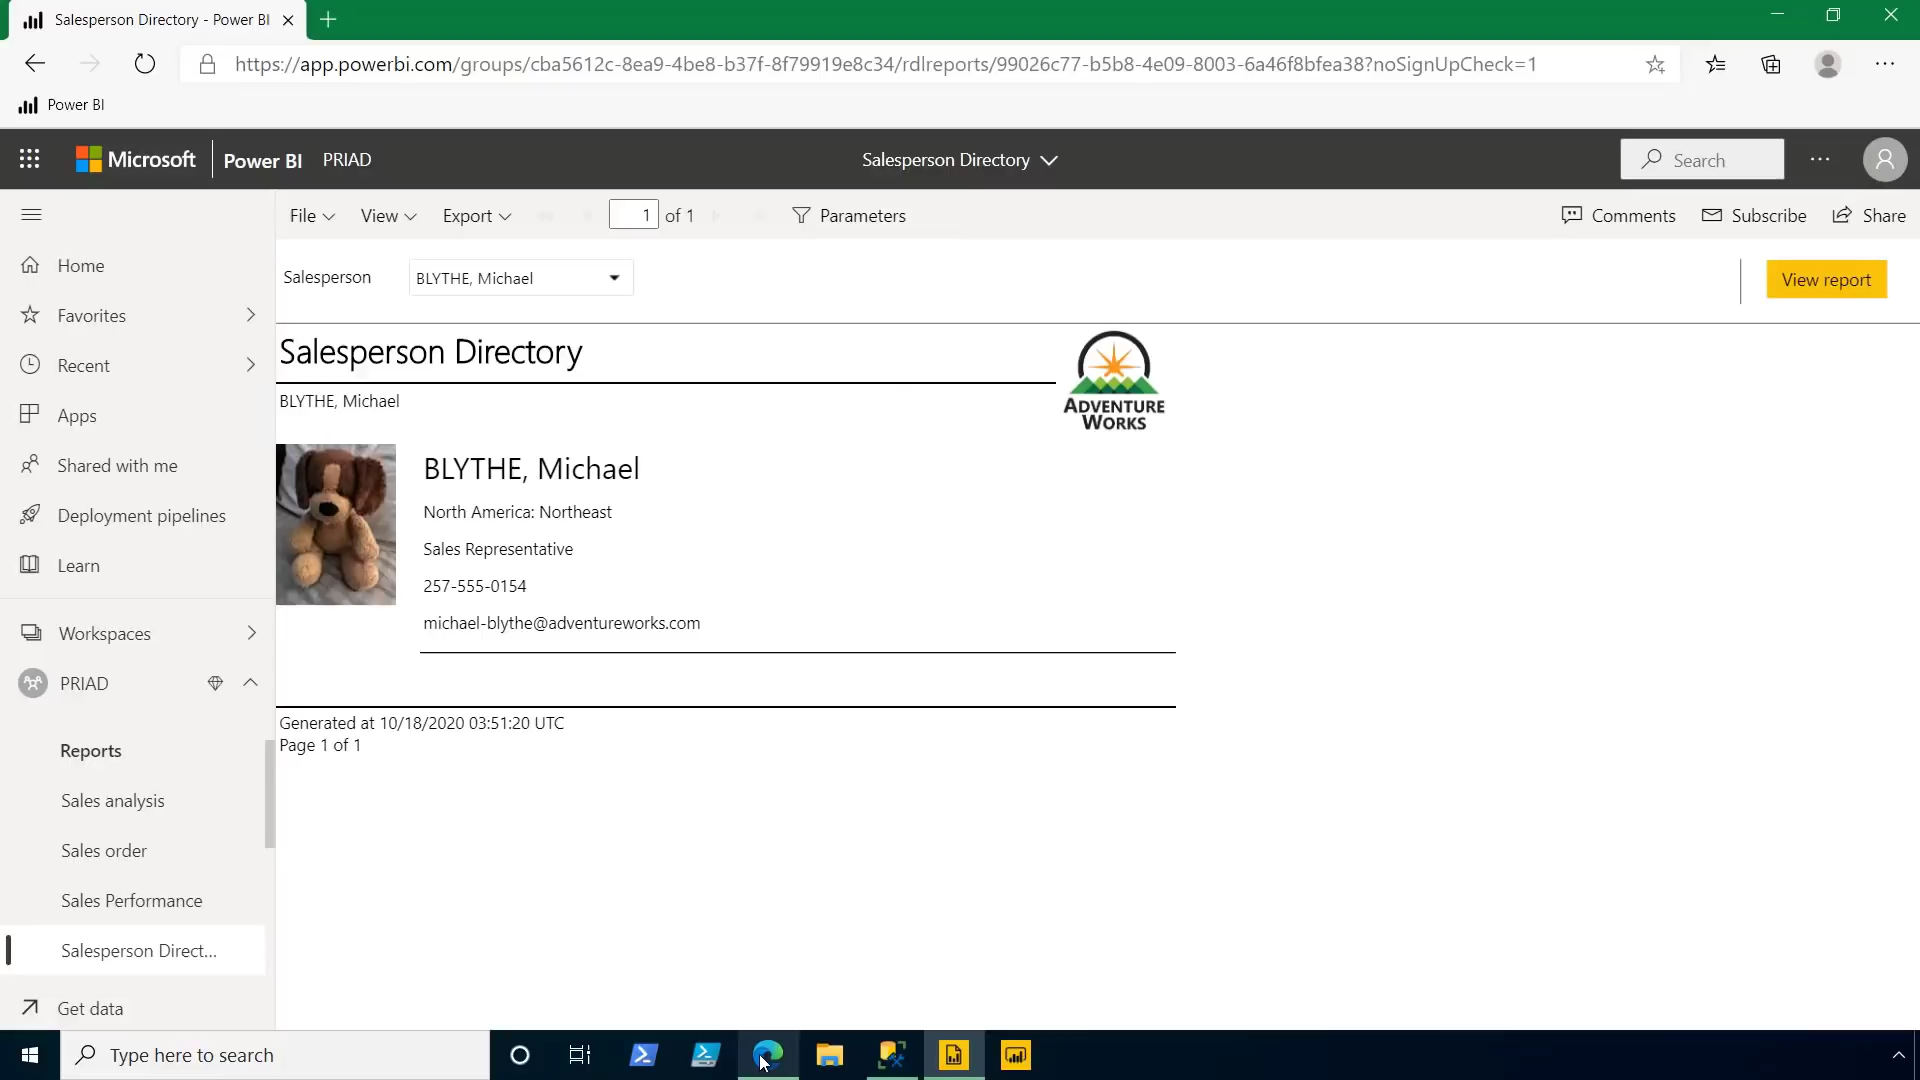 Salesperson Directory - Power BI
https://app.powerbi.com/groups/cba5612c-8ea9-4be8-b37f-8f79919e8c34/rdlreports/99026c77-b5b8-4e09-8003-6a46f8bfea38?noSignUpCheck=1
Power BI
Microsoft Power BI PRIAD Salesperson Directory Search
File View Export 1 of 1 Parameters Comments Subscribe Share
Home
Favorites
Recent
Apps
Shared with me
Deployment pipelines
Learn
Workspaces
PRIAD
Reports
Sales analysis
Sales order
Sales Performance
Salesperson Direct...
Get data
Salesperson BLYTHE, Michael View report
Salesperson Directory
BLYTHE, Michael
ADVENTURE
WORKS
BLYTHE, Michael
North America: Northeast
Sales Representative
257-555-0154
michael-blythe@adventureworks.com
Generated at 10/18/2020 03:51:20 UTC
Page 1 of 1
Type here to search